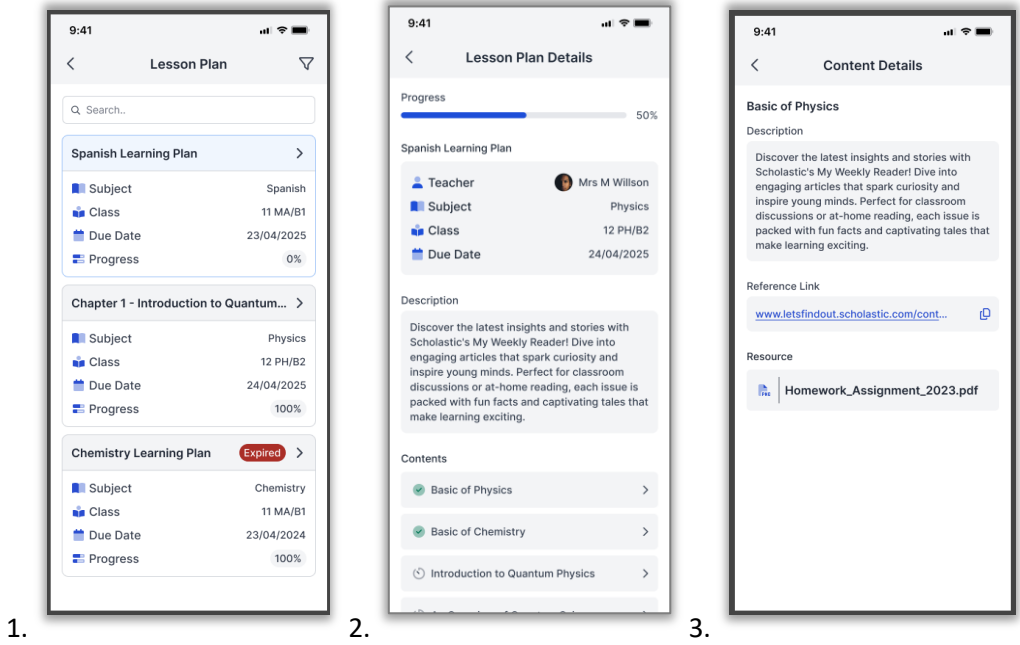 9:41
Lesson Plan
Search..
Spanish Learning Plan
Subject Spanish
Class 11 MA/B1
Due Date 23/04/2025
Progress 0%
Chapter 1 - Introduction to Quantum...
Subject Physics
Class 12 PH/B2
Due Date 24/04/2025
Progress 100%
Chemistry Learning Plan Expired
Subject Chemistry
Class 11 MA/B1
Due Date 23/04/2024
Progress 100%
1.
9:41
Lesson Plan Details
Progress
50%
Spanish Learning Plan
Teacher Mrs M Willson
Subject Physics
Class 12 PH/B2
Due Date 24/04/2025
Description
Discover the latest insights and stories with
Scholastic's My Weekly Reader! Dive into
engaging articles that spark curiosity and
inspire young minds. Perfect for classroom
discussions or at-home reading, each issue is
packed with fun facts and captivating tales that
make learning exciting.
Contents
Basic of Physics
Basic of Chemistry
Introduction to Quantum Physics
2.
9:41
Content Details
Basic of Physics
Description
Discover the latest insights and stories with
Scholastic's My Weekly Reader! Dive into
engaging articles that spark curiosity and
inspire young minds. Perfect for classroom
discussions or at-home reading, each issue is
packed with fun facts and captivating tales that
make learning exciting.
Reference Link
www.letsfindout.scholastic.com/cont...
Resource
Homework_Assignment_2023.pdf
3.